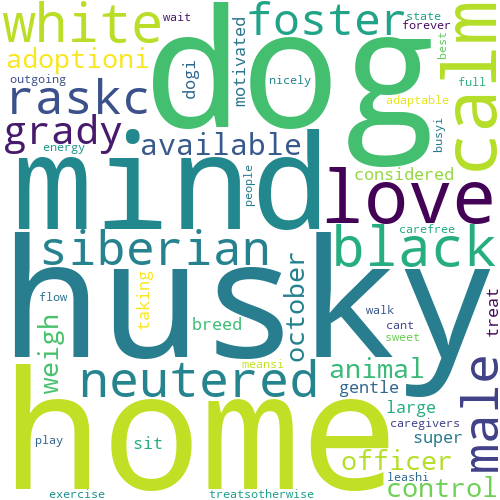 wait
state
forever
white
dog
foster
calm
best
adoptioni
motivated
outgoing
dogi
nicely
full
raskc
adaptable
grady
available
busyi
energy
mind
people
considered
love
carefree
siberian
black
husky
october
taking
flow
treat
walk
breed
cant
weigh
sweet
meansi
neutered
animal
male
home
gentle
large
caregivers
play
sit
super
officer
leashi
control
exercise
treatsotherwise